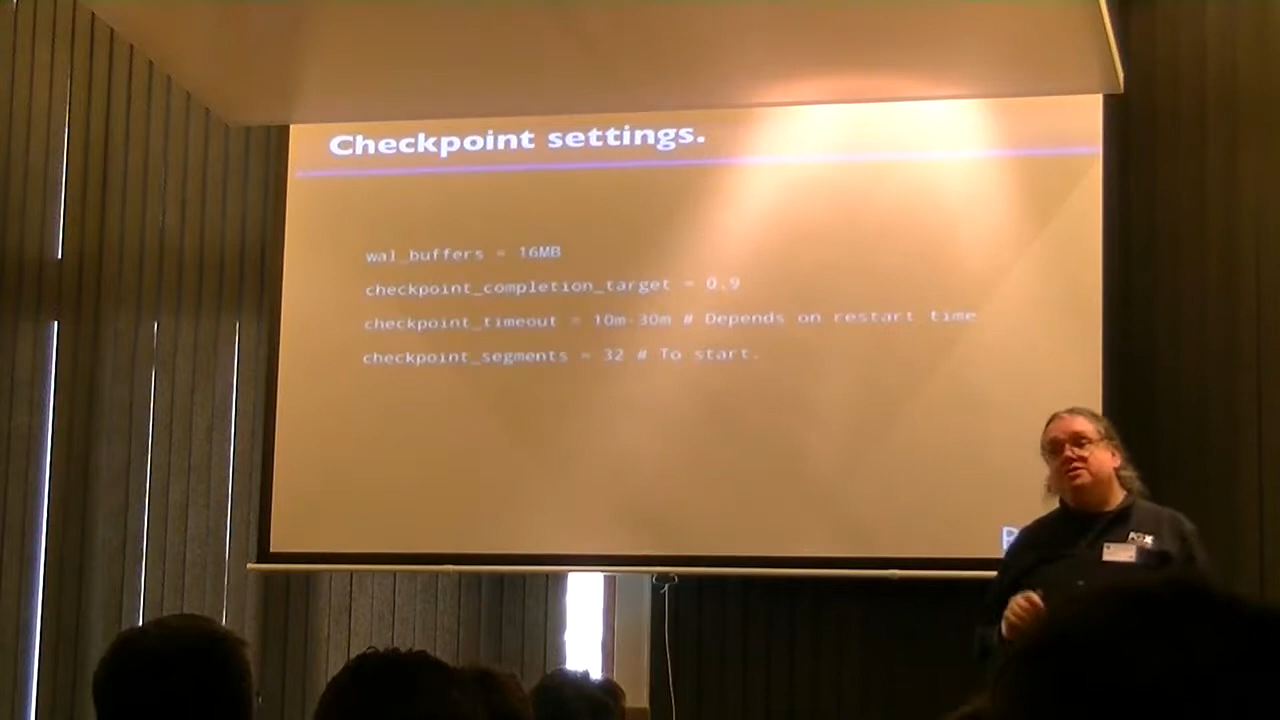 Checkpoint settings.
wal_buffers = 16MB
checkpoint_completion_target = 0.9
checkpoint_timeout = 10m-30m # Depends on restart time
checkpoint_segments = 32 # To start.